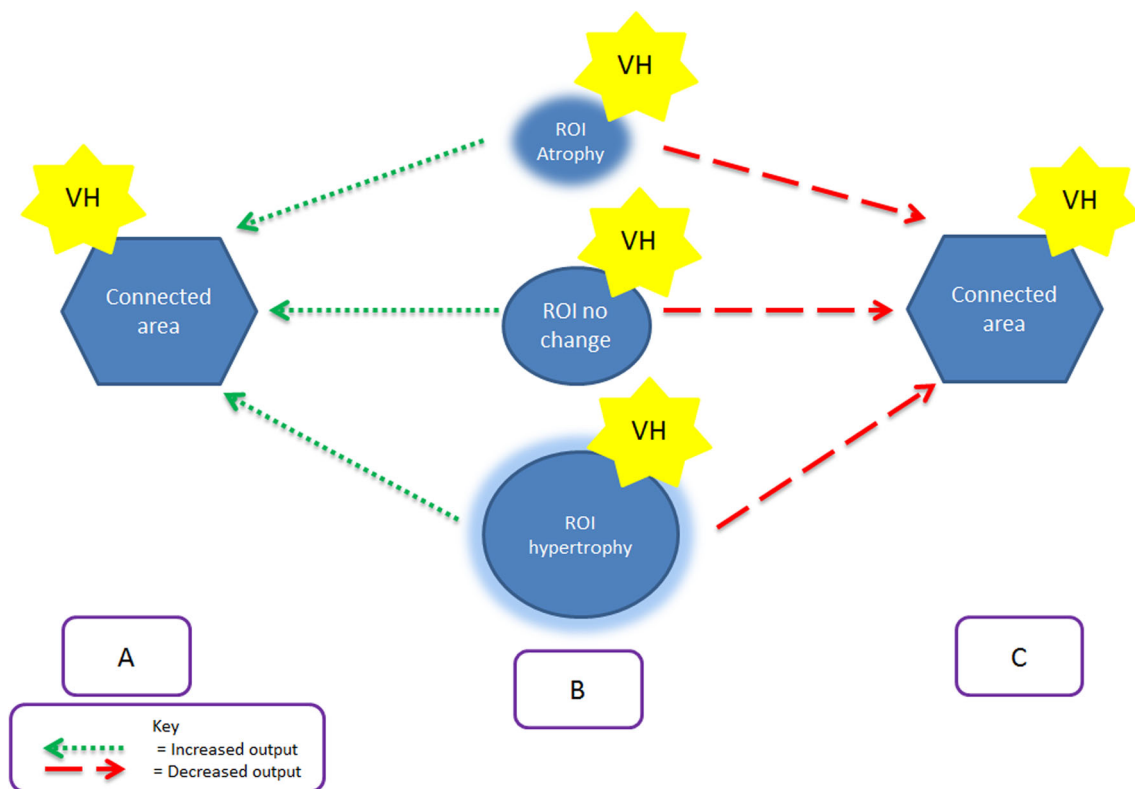 VH
ROI
Atrophy
VH
VH
VH
Connected
area
ROI no
change
Connected
area
VH
ROI
hypertrophy
A
B
C
Key
= Increased output
= Decreased output